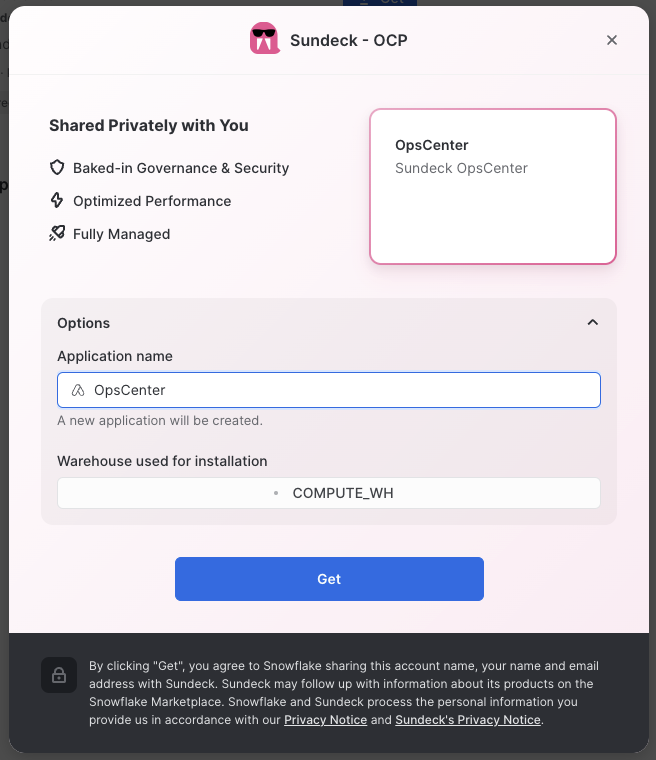 Get
Sundeck - OCP
Shared Privately with You
Baked-in Governance & Security
Optimized Performance
Fully Managed
OpsCenter
Sundeck OpsCenter
Options
Application name
OpsCenter
A new application will be created.
Warehouse used for installation
COMPUTE_WH
Get
By clicking "Get", you agree to Snowflake sharing this account name, your name and email
address with Sundeck. Sundeck may follow up with information about its products on the
Snowflake Marketplace. Snowflake and Sundeck process the personal information you
provide us in accordance with our Privacy Notice and Sundeck's Privacy Notice.